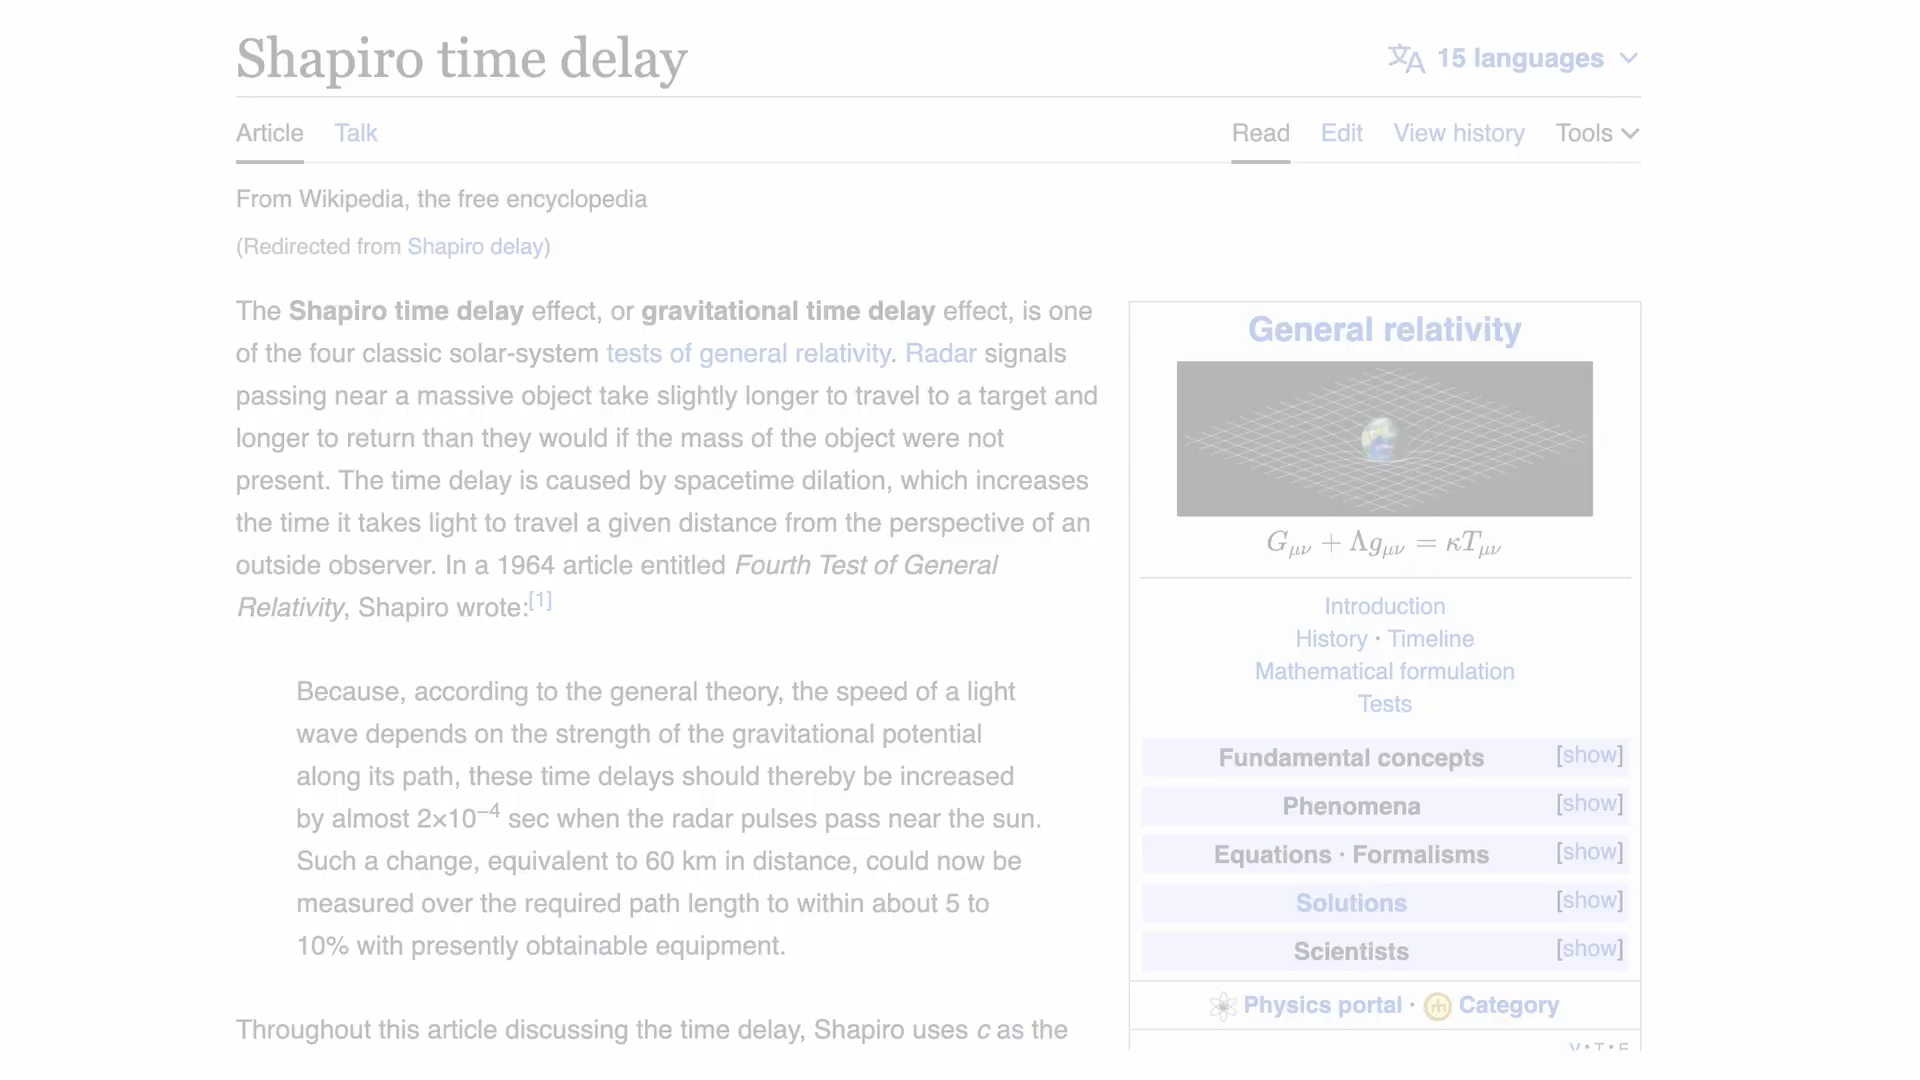 Shapiro time delay
15 languages
Article Talk
Read Edit View history Tools
From Wikipedia, the free encyclopedia
(Redirected from Shapiro delay)
The Shapiro time delay effect, or gravitational time delay effect, is one
of the four classic solar-system tests of general relativity. Radar signals
passing near a massive object take slightly longer to travel to a target and
longer to return than they would if the mass of the object were not
present. The time delay is caused by spacetime dilation, which increases
the time it takes light to travel a given distance from the perspective of an
outside observer. In a 1964 article entitled Fourth Test of General
Relativity, Shapiro wrote:[1]
Because, according to the general theory, the speed of a light
wave depends on the strength of the gravitational potential
along its path, these time delays should thereby be increased
by almost 2×10⁻⁴ sec when the radar pulses pass near the sun.
Such a change, equivalent to 60 km in distance, could now be
measured over the required path length to within about 5 to
10% with presently obtainable equipment.
Throughout this article discussing the time delay, Shapiro uses c as the
General relativity
G_μν + Λg_μν = κT_μν
Introduction
History · Timeline
Mathematical formulation
Tests
Fundamental concepts [show]
Phenomena [show]
Equations · Formalisms [show]
Solutions [show]
Scientists [show]
Physics portal · Category
V · T · E